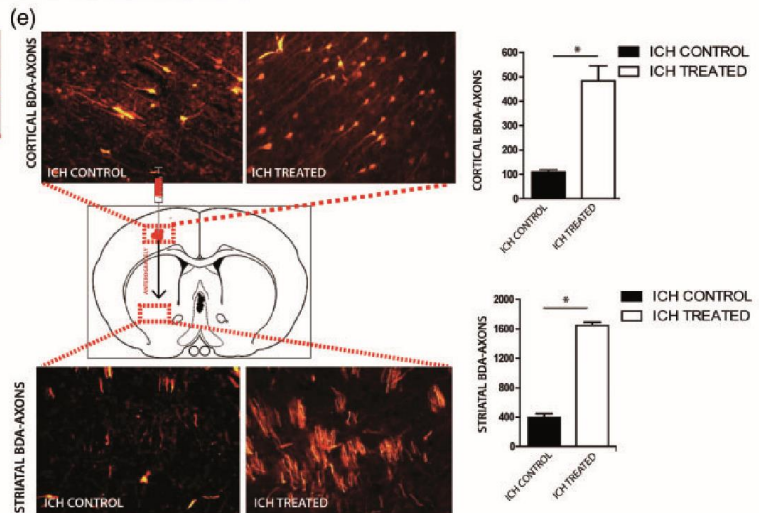 (e)
CORTICAL BDA-AXONS
ICH CONTROL
ICH TREATED
ANTEROGRADELY
STRIATAL BDA-AXONS
ICH CONTROL
ICH TREATED
*
ICH CONTROL
ICH TREATED
CORTICAL BDA-AXONS
600
500
400
300
200
100
0
ICH CONTROL
ICH TREATED
*
ICH CONTROL
ICH TREATED
STRIATAL BDA-AXONS
2000
1600
1200
800
400
0
ICH CONTROL
ICH TREATED